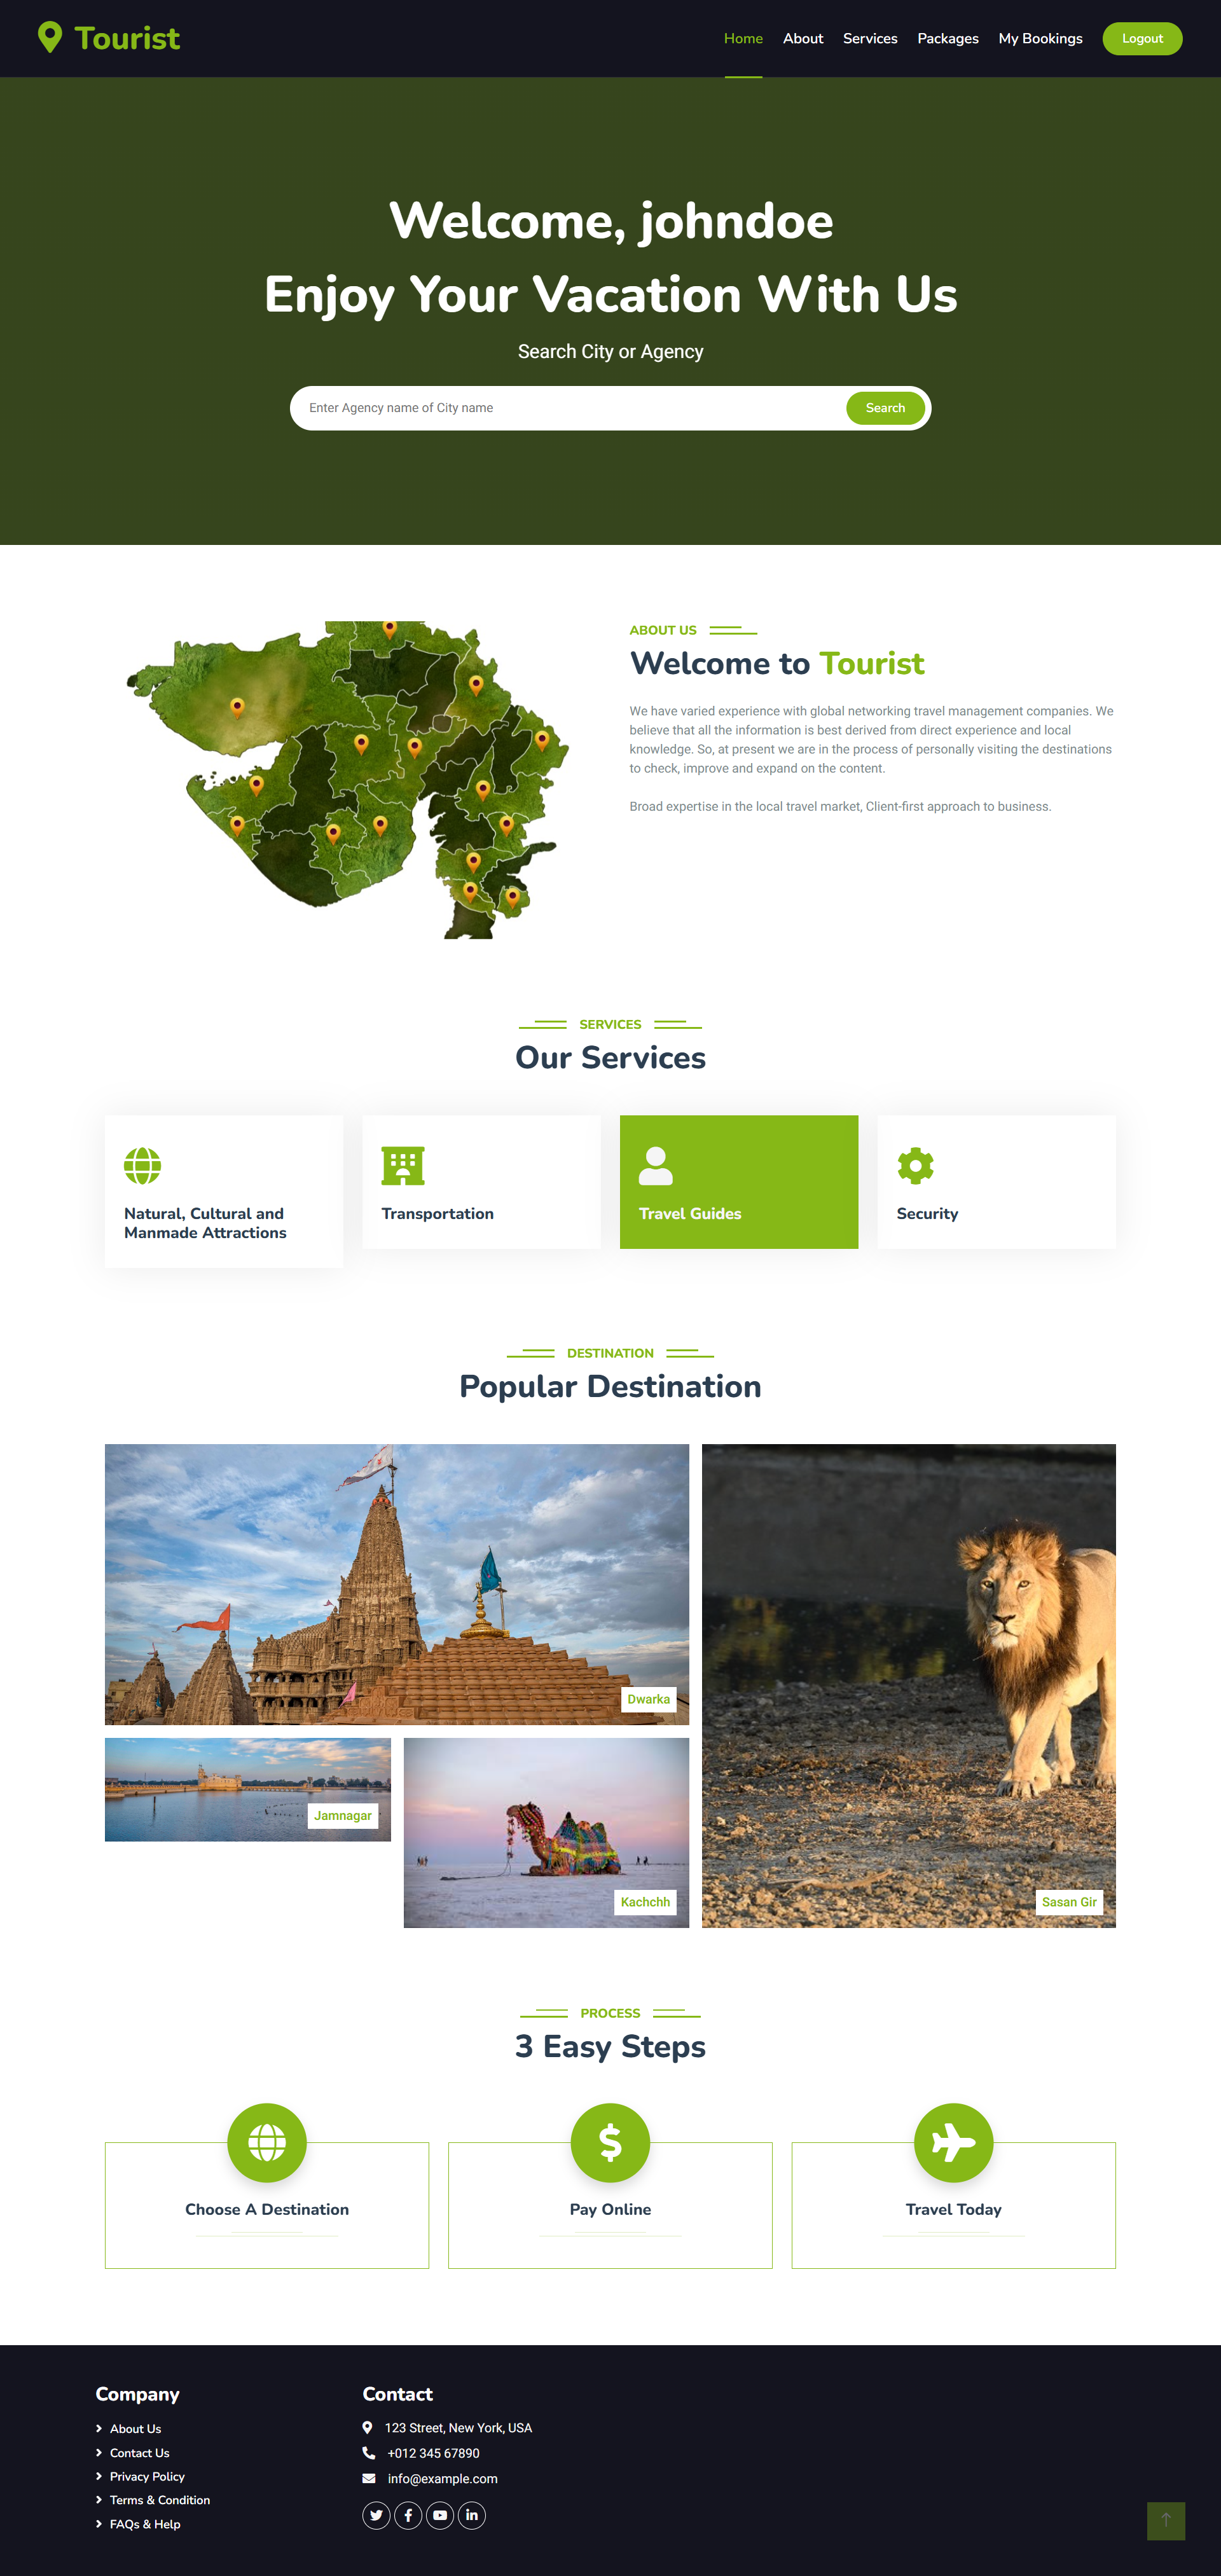 Tourist
Home
About
Services
Packages
My Bookings
Logout
Welcome, johndoe
Enjoy Your Vacation With Us
Search City or Agency
Enter Agency name of City name
Search
ABOUT US
Welcome to Tourist
We have varied experience with global networking travel management companies. We
believe that all the information is best derived from direct experience and local
knowledge. So, at present we are in the process of personally visiting the destinations
to check, improve and expand on the content.
Broad expertise in the local travel market, Client-first approach to business.
SERVICES
Our Services
Natural, Cultural and
Manmade Attractions
Transportation
Travel Guides
Security
DESTINATION
Popular Destination
Dwarka
Jamnagar
Kachchh
Sasan Gir
PROCESS
3 Easy Steps
Choose A Destination
Pay Online
Travel Today
Company
About Us
Contact Us
Privacy Policy
Terms & Condition
FAQs & Help
Contact
123 Street, New York, USA
+012 345 67890
info@example.com